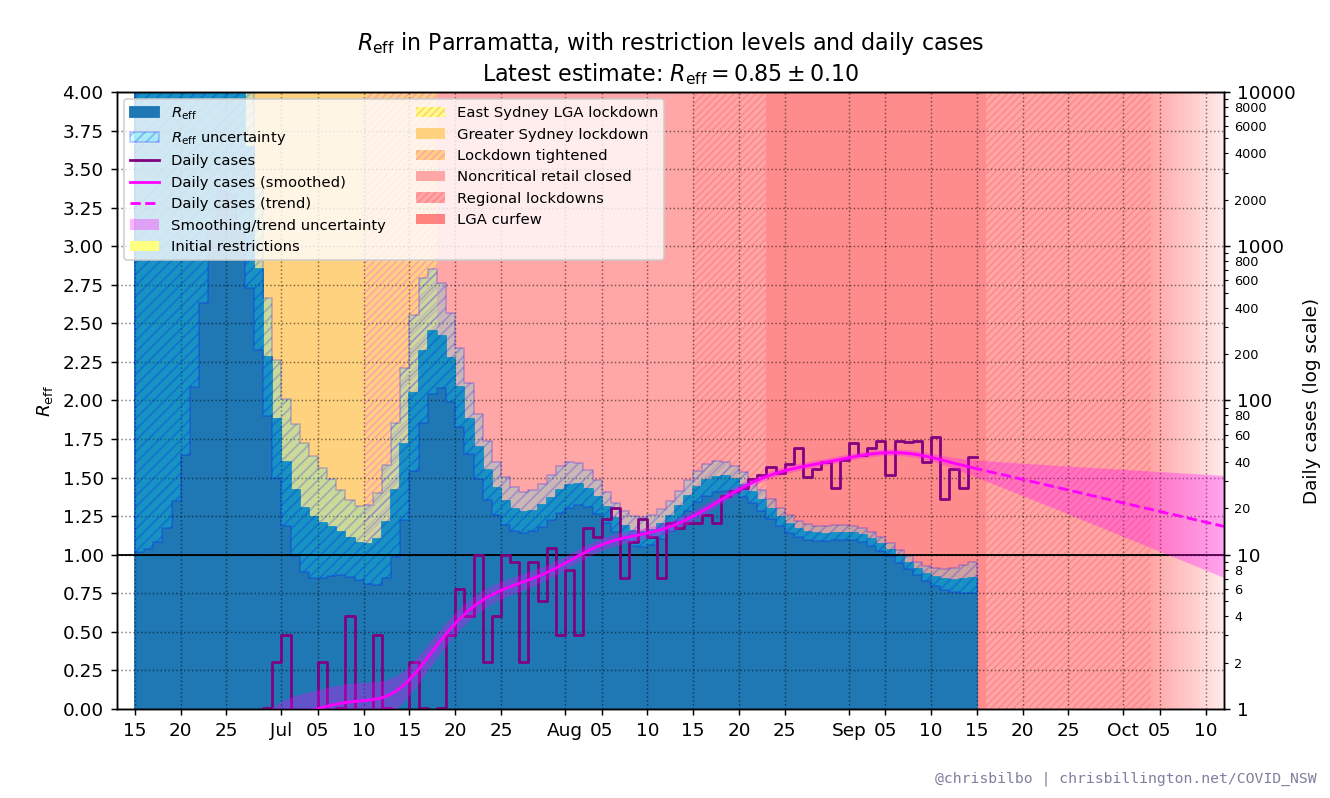 Reff in Parramatta, with restriction levels and daily cases
Latest estimate: Reff = 0.85 ± 0.10
Reff
Reff uncertainty
Daily cases
Daily cases (smoothed)
Daily cases (trend)
Smoothing/trend uncertainty
Initial restrictions
East Sydney LGA lockdown
Greater Sydney lockdown
Lockdown tightened
Noncritical retail closed
Regional lockdowns
LGA curfew
Reff
4.00
3.75
3.50
3.25
3.00
2.75
2.50
2.25
2.00
1.75
1.50
1.25
1.00
0.75
0.50
0.25
0.00
10000
8000
6000
4000
2000
1000
800
600
400
200
100
80
60
40
20
10
8
6
4
2
1
Daily cases (log scale)
15 20 25 Jul 05 10 15 20 25 Aug 05 10 15 20 25 Sep 05 10 15 20 25 Oct 05 10
@chrisbilbo | chrisbillington.net/COVID_NSW